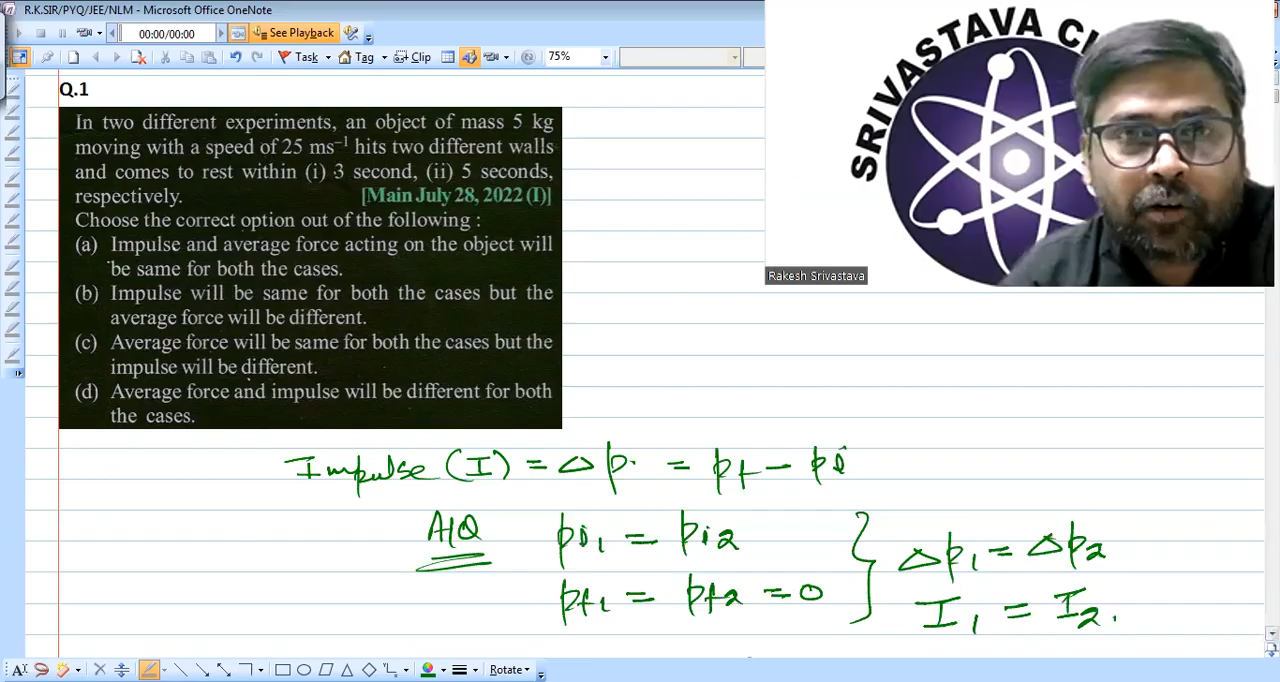 R.K.SIR/PYQ/JEE/NLM - Microsoft Office OneNote
00:00/00:00 See Playback
Task Tag Clip 75%
SRIVASTAVA CL
Rakesh Srivastava
Q.1
In two different experiments, an object of mass 5 kg
moving with a speed of 25 ms⁻¹ hits two different walls
and comes to rest within (i) 3 second, (ii) 5 seconds,
respectively. [Main July 28, 2022 (I)]
Choose the correct option out of the following :
(a) Impulse and average force acting on the object will
be same for both the cases.
(b) Impulse will be same for both the cases but the
average force will be different.
(c) Average force will be same for both the cases but the
impulse will be different.
(d) Average force and impulse will be different for both
the cases.
Impulse (I) = Δp = pf - pi
A/Q pi1 = pi2
pf1 = pf2 = 0
Δp1 = Δp2
I1 = I2.
Rotate